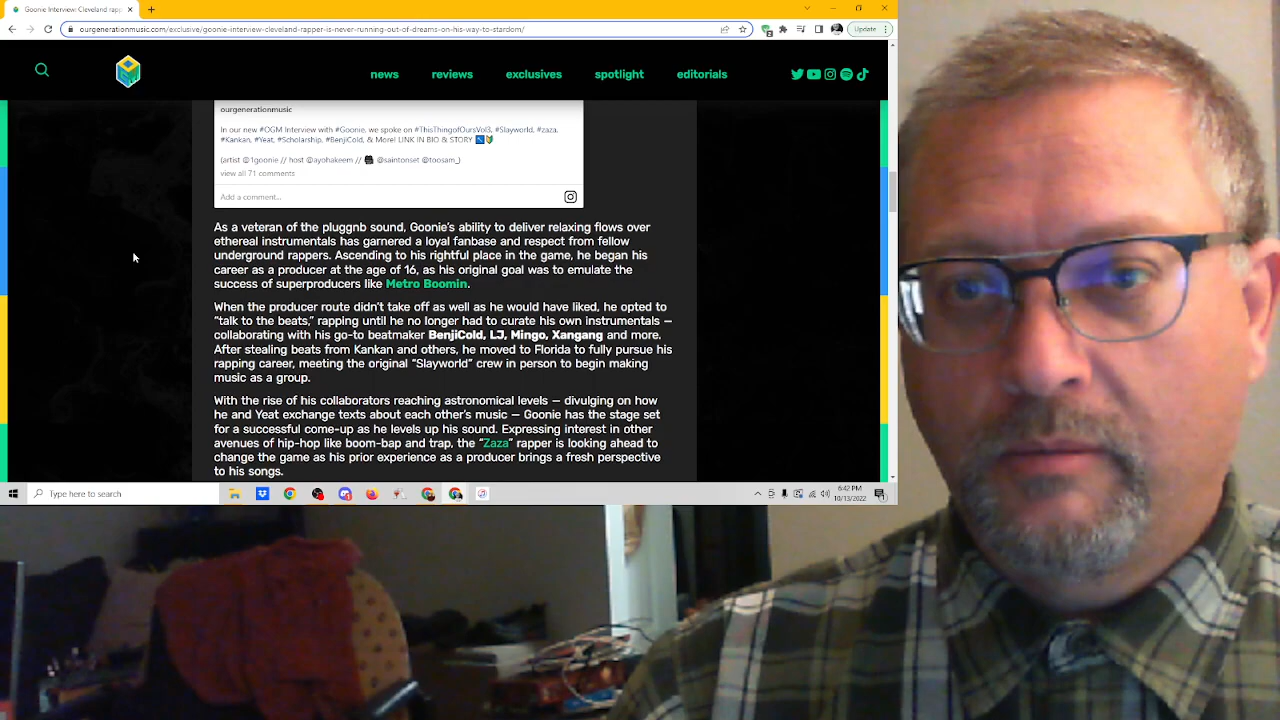 Goonie Interview: Cleveland rapp
ourgenerationmusic.com/exclusive/goonie-interview-cleveland-rapper-is-never-running-out-of-dreams-on-his-way-to-stardom/
Update
news reviews exclusives spotlight editorials
ourgenerationmusic
In our new #OGM Interview with #Goonie, we spoke on #ThisThingofOursVol3, #Slayworld, #zaza,
#Kankan, #Yeat, #Scholarship, #BenjiCold, & More! LINK IN BIO & STORY
(artist @1goonie // host @ayohakeem // @saintonset @toosam_)
view all 71 comments
Add a comment...
As a veteran of the pluggnb sound, Goonie's ability to deliver relaxing flows over
ethereal instrumentals has garnered a loyal fanbase and respect from fellow
underground rappers. Ascending to his rightful place in the game, he began his
career as a producer at the age of 16, as his original goal was to emulate the
success of superproducers like Metro Boomin.
When the producer route didn't take off as well as he would have liked, he opted to
“talk to the beats,” rapping until he no longer had to curate his own instrumentals —
collaborating with his go-to beatmaker BenjiCold, LJ, Mingo, Xangang and more.
After stealing beats from Kankan and others, he moved to Florida to fully pursue his
rapping career, meeting the original “Slayworld” crew in person to begin making
music as a group.
With the rise of his collaborators reaching astronomical levels — divulging on how
he and Yeat exchange texts about each other's music — Goonie has the stage set
for a successful come-up as he levels up his sound. Expressing interest in other
avenues of hip-hop like boom-bap and trap, the “Zaza” rapper is looking ahead to
change the game as his prior experience as a producer brings a fresh perspective
to his songs.
Type here to search
6:42 PM
10/13/2022